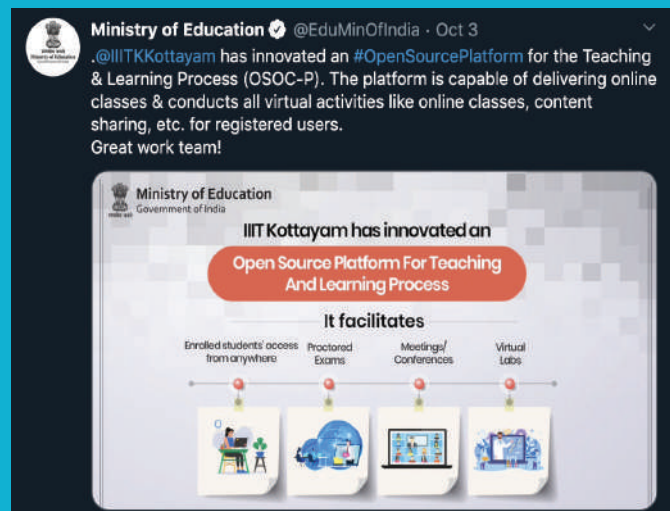 Ministry of Education @EduMinOfIndia · Oct 3
.@IIITKKottayam has innovated an #OpenSourcePlatform for the Teaching
& Learning Process (OSOC-P). The platform is capable of delivering online
classes & conducts all virtual activities like online classes, content
sharing, etc. for registered users.
Great work team!
Ministry of Education
Government of India
IIIT Kottayam has innovated an
Open Source Platform For Teaching
And Learning Process
It facilitates
Enrolled students' access
from anywhere
Proctored
Exams
Meetings/
Conferences
Virtual
Labs